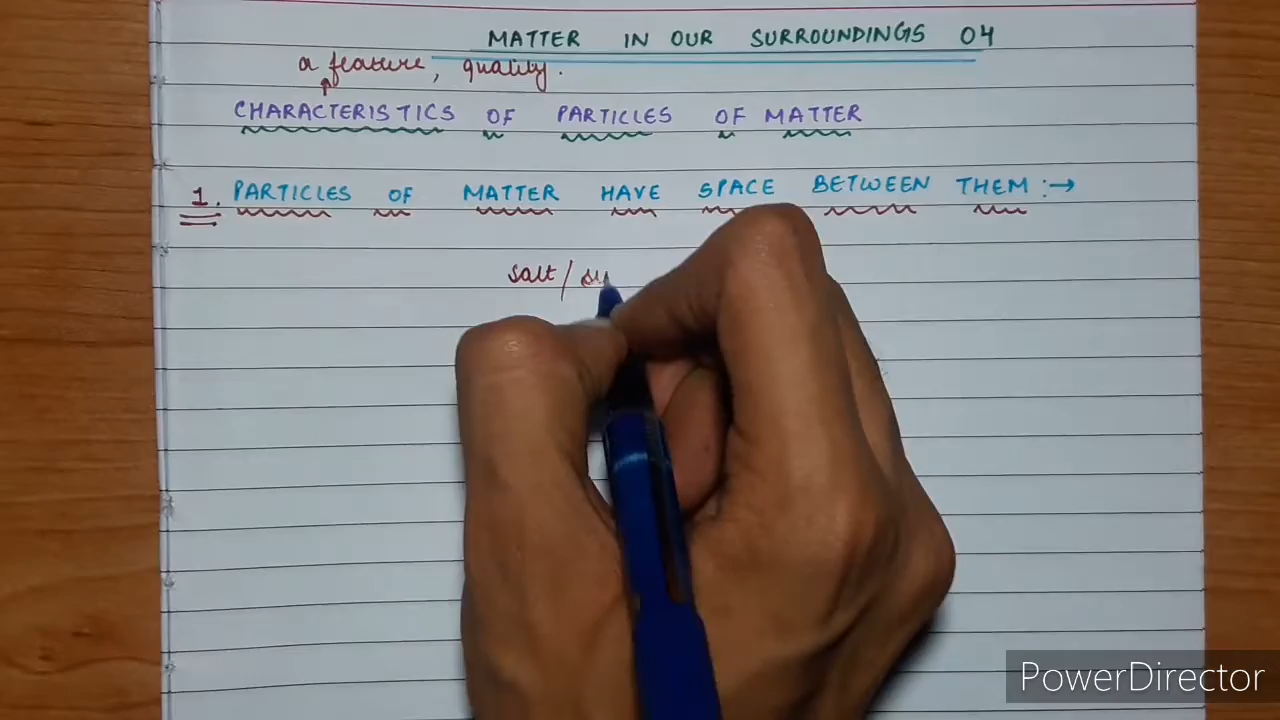 MATTER IN OUR SURROUNDINGS 04
a feature, quality.
CHARACTERISTICS OF PARTICLES OF MATTER
1. PARTICLES OF MATTER HAVE SPACE BETWEEN THEM :→
salt / su
PowerDirector